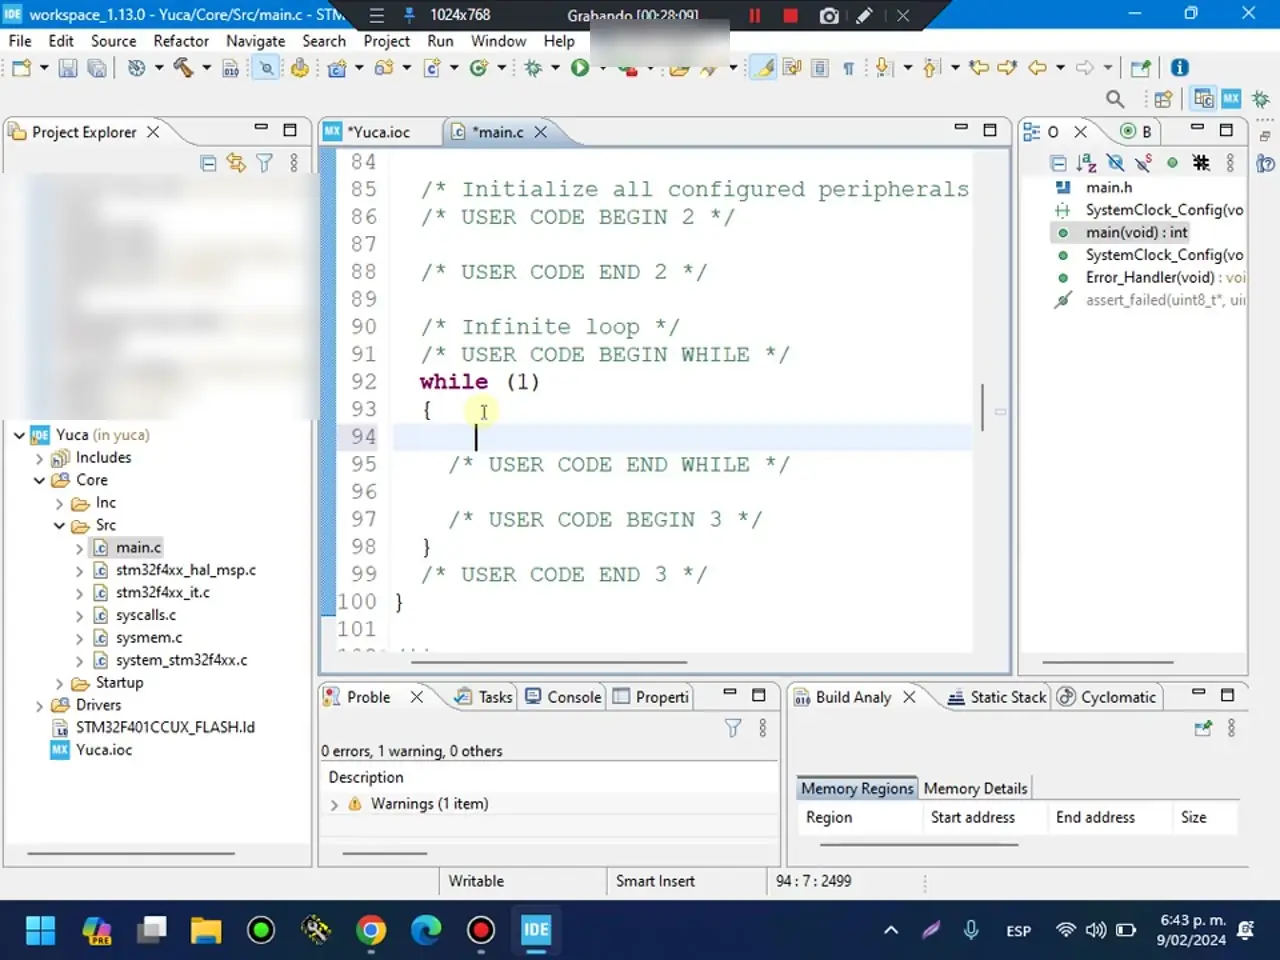 workspace_1.13.0 - Yuca/Core/Src/main.c - STM
1024x768
Grabando [00:28:09]
File Edit Source Refactor Navigate Search Project Run Window Help
Project Explorer
*Yuca.ioc
*main.c
O
B
84
85 /* Initialize all configured peripherals
86 /* USER CODE BEGIN 2 */
87
88 /* USER CODE END 2 */
89
90 /* Infinite loop */
91 /* USER CODE BEGIN WHILE */
92 while (1)
93 {
94
95 /* USER CODE END WHILE */
96
97 /* USER CODE BEGIN 3 */
98 }
99 /* USER CODE END 3 */
100 }
101
main.h
SystemClock_Config(vo
main(void) : int
SystemClock_Config(vo
Error_Handler(void) : voi
assert_failed(uint8_t*, ui
IDE Yuca (in yuca)
Includes
Core
Inc
Src
main.c
stm32f4xx_hal_msp.c
stm32f4xx_it.c
syscalls.c
sysmem.c
system_stm32f4xx.c
Startup
Drivers
STM32F401CCUX_FLASH.ld
MX Yuca.ioc
Proble
Tasks
Console
Properti
0 errors, 1 warning, 0 others
Description
Warnings (1 item)
Build Analy
Static Stack
Cyclomatic
Memory Regions Memory Details
Region Start address End address Size
Writable Smart Insert 94 : 7 : 2499
PRE
IDE
ESP
6:43 p. m.
9/02/2024